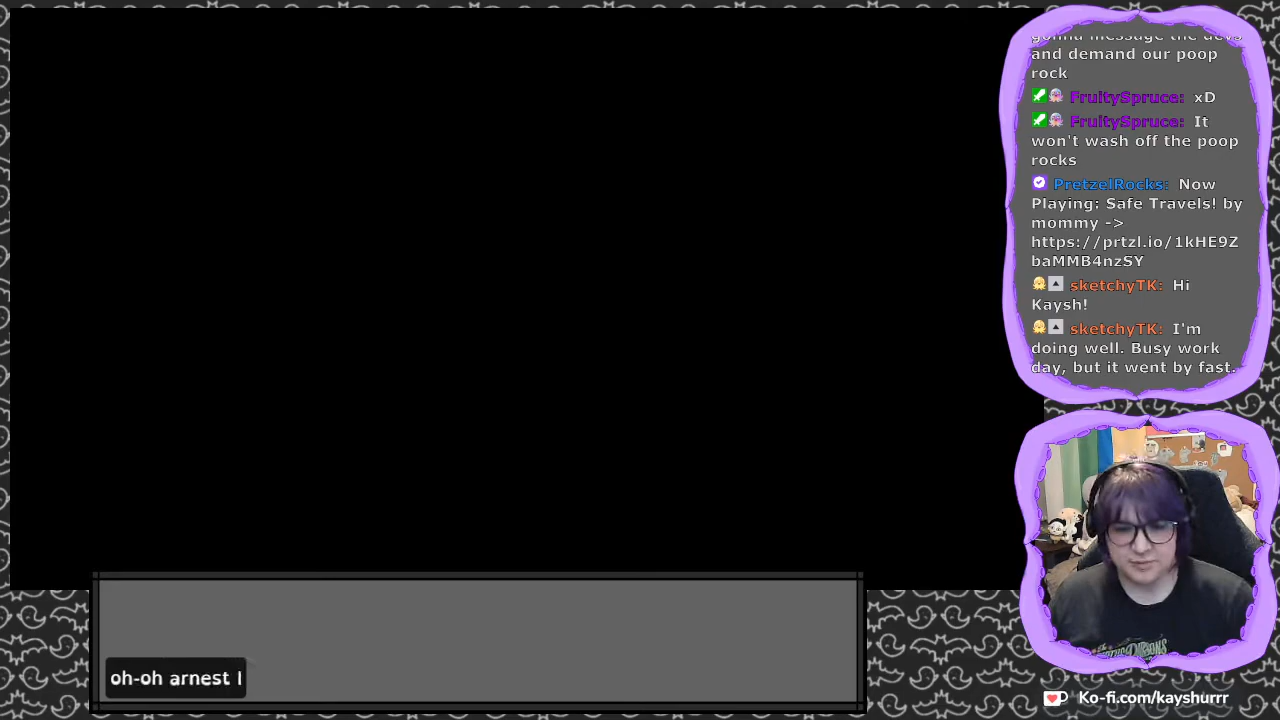 gonna message the devs
and demand our poop
rock
FruitySpruce: xD
FruitySpruce: It
won't wash off the poop
rocks
PretzelRocks: Now
Playing: Safe Travels! by
mommy ->
https://prtzl.io/1kHE9Z
baMMB4nzSY
sketchyTK: Hi
Kaysh!
sketchyTK: I'm
doing well. Busy work
day, but it went by fast.
oh-oh arnest I
Ko-fi.com/kayshurrr